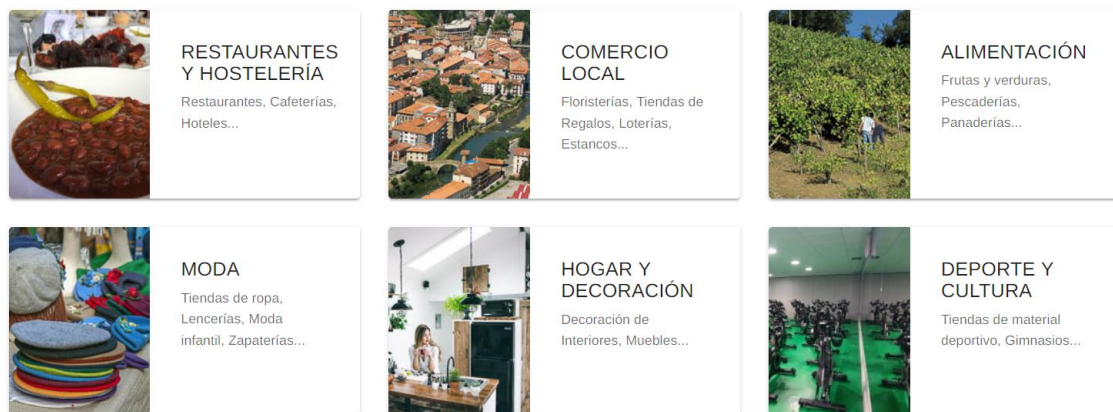 RESTAURANTES
Y HOSTELERÍA
Restaurantes, Cafeterías,
Hoteles...
COMERCIO
LOCAL
Floristerías, Tiendas de
Regalos, Loterías,
Estancos...
ALIMENTACIÓN
Frutas y verduras,
Pescaderías,
Panaderías...
MODA
Tiendas de ropa,
Lencerías, Moda
infantil, Zapaterías...
HOGAR Y
DECORACIÓN
Decoración de
Interiores, Muebles...
DEPORTE Y
CULTURA
Tiendas de material
deportivo, Gimnasios...